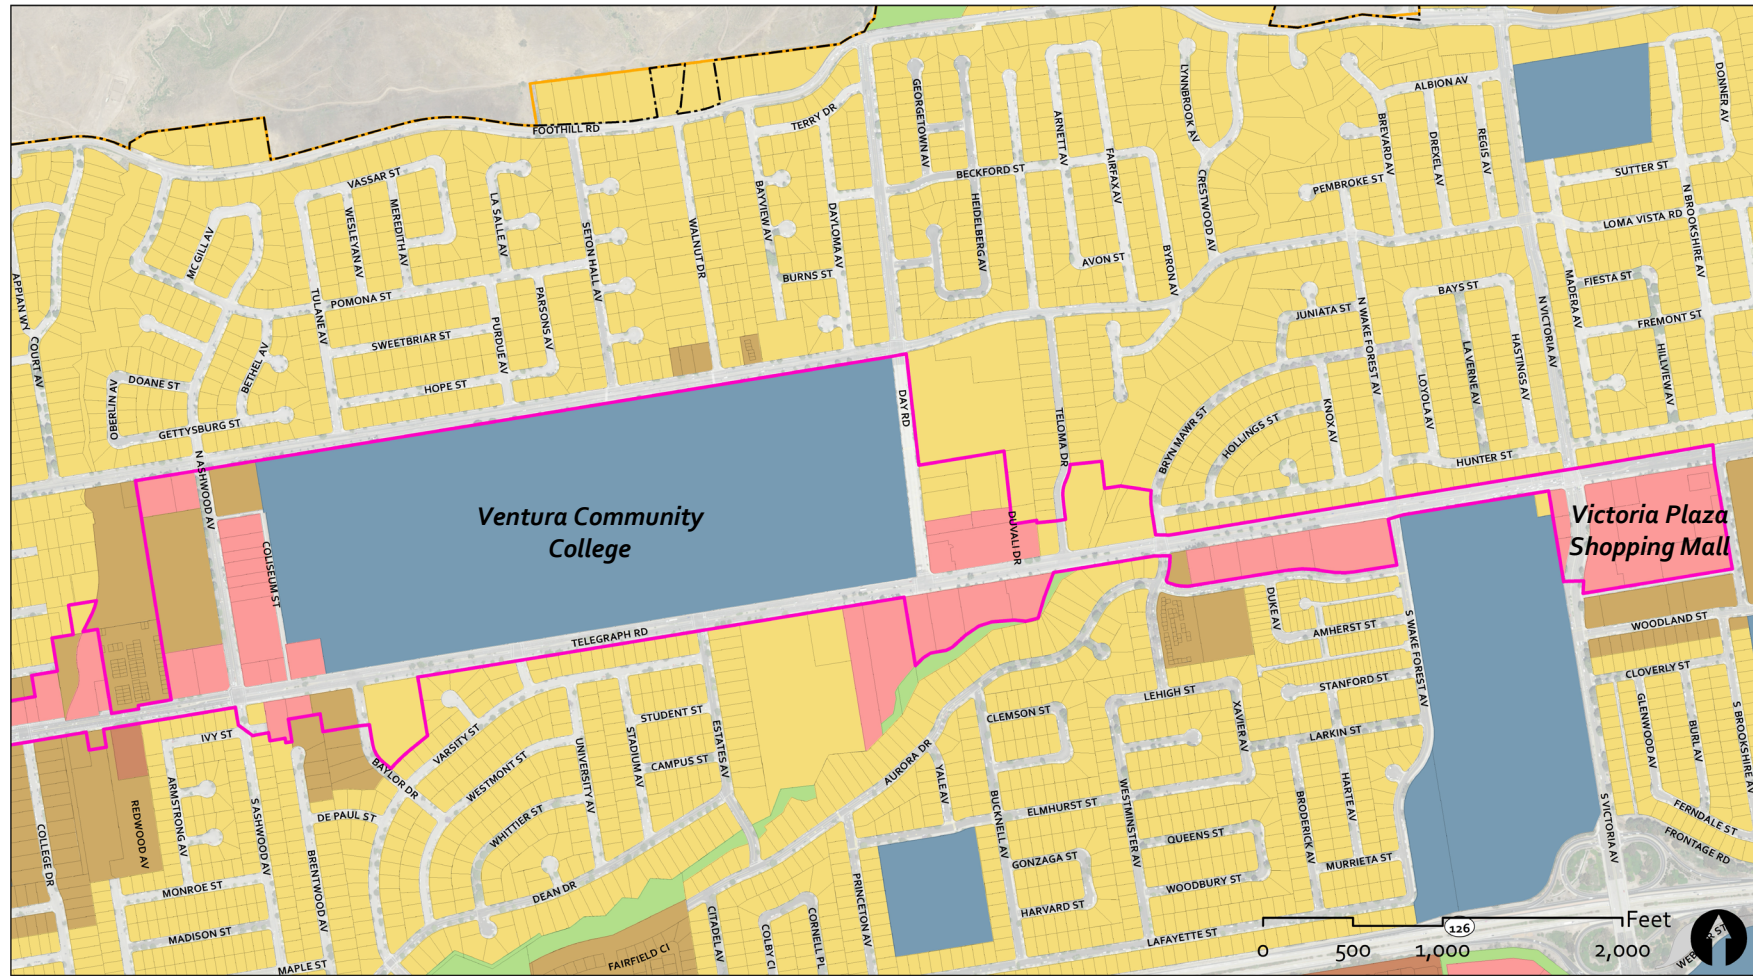 FOOTHILL RD
TERRY DR
GEORGETOWN AV
ARNETT AV
FAIRFAX AV
LYNNBROOK AV
CRESTWOOD AV
ALBION AV
BREVARD AV
DREXEL AV
REGIS AV
DONNER AV
SUTTER ST
PEMBROKE ST
LOMA VISTA RD
N BROOKSHIRE AV
VASSAR ST
WESLEYAN AV
MEREDITH AV
LA SALLE AV
SETON HALL AV
WALNUT DR
BAYVIEW AV
DAYLOMA AV
BECKFORD ST
HEIDELBERG AV
AVON ST
BYRON AV
MC GILL AV
APPIAN WY
TULANE AV
POMONA ST
PURDUE AV
PARSONS AV
BURNS ST
SWEETBRIAR ST
COURT AV
BETHEL AV
DOANE ST
OBERLIN AV
HOPE ST
GETTYSBURG ST
N ASHWOOD AV
JUNIATA ST
N WAKE FOREST AV
BAYS ST
LOYOLA AV
LA VERNE AV
HASTINGS AV
N VICTORIA AV
MADERA AV
FIESTA ST
FREMONT ST
HILLVIEW AV
DAY RD
TELOMA DR
BRYN MAWR ST
HOLLINGS ST
KNOX AV
HUNTER ST
Ventura Community
College
DUVALI DR
Victoria Plaza
Shopping Mall
COLISEUM ST
TELEGRAPH RD
DUKE AV
AMHERST ST
S WAKE FOREST AV
WOODLAND ST
CLOVERLY ST
STANFORD ST
LEHIGH ST
XAVIER AV
LARKIN ST
GLENWOOD AV
BURL AV
S BROOKSHIRE AV
IVY ST
VARSITY ST
STUDENT ST
STADIUM AV
ESTATES AV
CAMPUS ST
UNIVERSITY AV
WESTMONT ST
WHITTIER ST
BAYLOR DR
CLEMSON ST
AURORA DR
YALE AV
BUCKNELL AV
ELMHURST ST
WESTMINSTER AV
QUEENS ST
BRODERICK AV
HARTE AV
MURRIETA ST
FERNDALE ST
FRONTAGE RD
S VICTORIA AV
COLLEGE DR
REDWOOD AV
ARMSTRONG AV
S ASHWOOD AV
BRENTWOOD AV
DE PAUL ST
MONROE ST
MADISON ST
MAPLE ST
DEAN DR
FAIRFIELD CI
CITADEL AV
COLBY CI
CORNELL PL
PRINCETON AV
GONZAGA ST
HARVARD ST
WOODBURY ST
LAFAYETTE ST
126
Feet
0 500 1,000 2,000